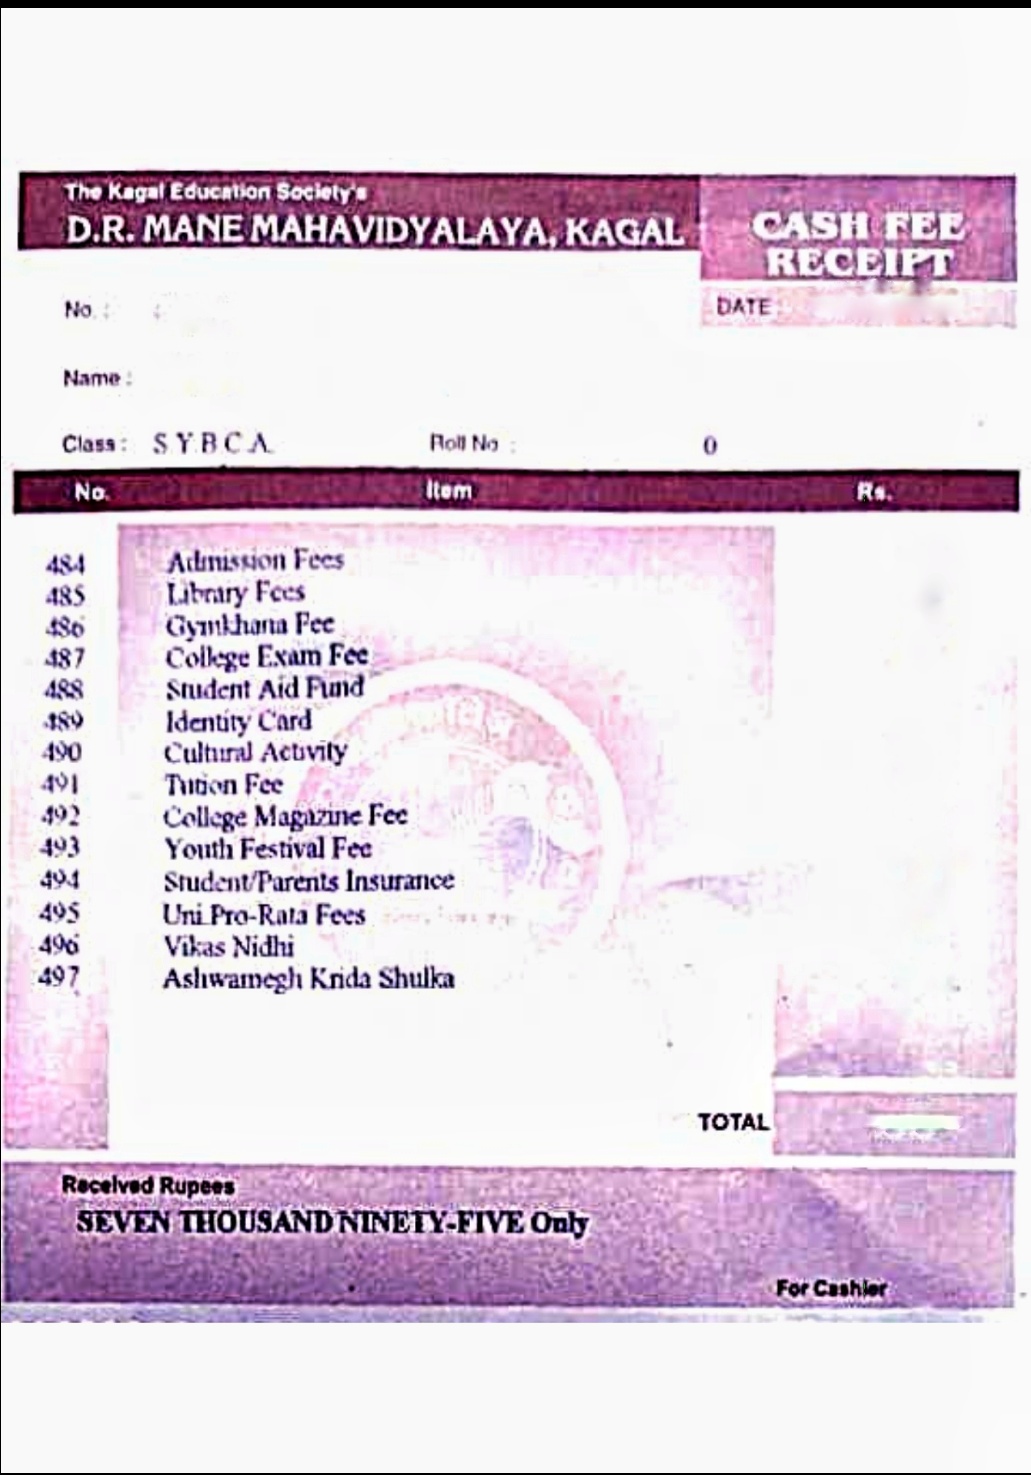 The Kagal Education Society's
D.R. MANE MAHAVIDYALAYA, KAGAL
CASH FEE
RECEIPT
No. :
DATE :
Name :
Class : S.Y.B.C.A. Roll No : 0
No. Item Rs.
484 Admission Fees
485 Library Fees
486 Gymkhana Fee
487 College Exam Fee
488 Student Aid Fund
489 Identity Card
490 Cultural Activity
491 Tution Fee
492 College Magazine Fee
493 Youth Festival Fee
494 Student/Parents Insurance
495 Uni.Pro-Rata Fees
496 Vikas Nidhi
497 Ashwamegh Krida Shulka
TOTAL
Received Rupees
SEVEN THOUSAND NINETY-FIVE Only
For Cashier